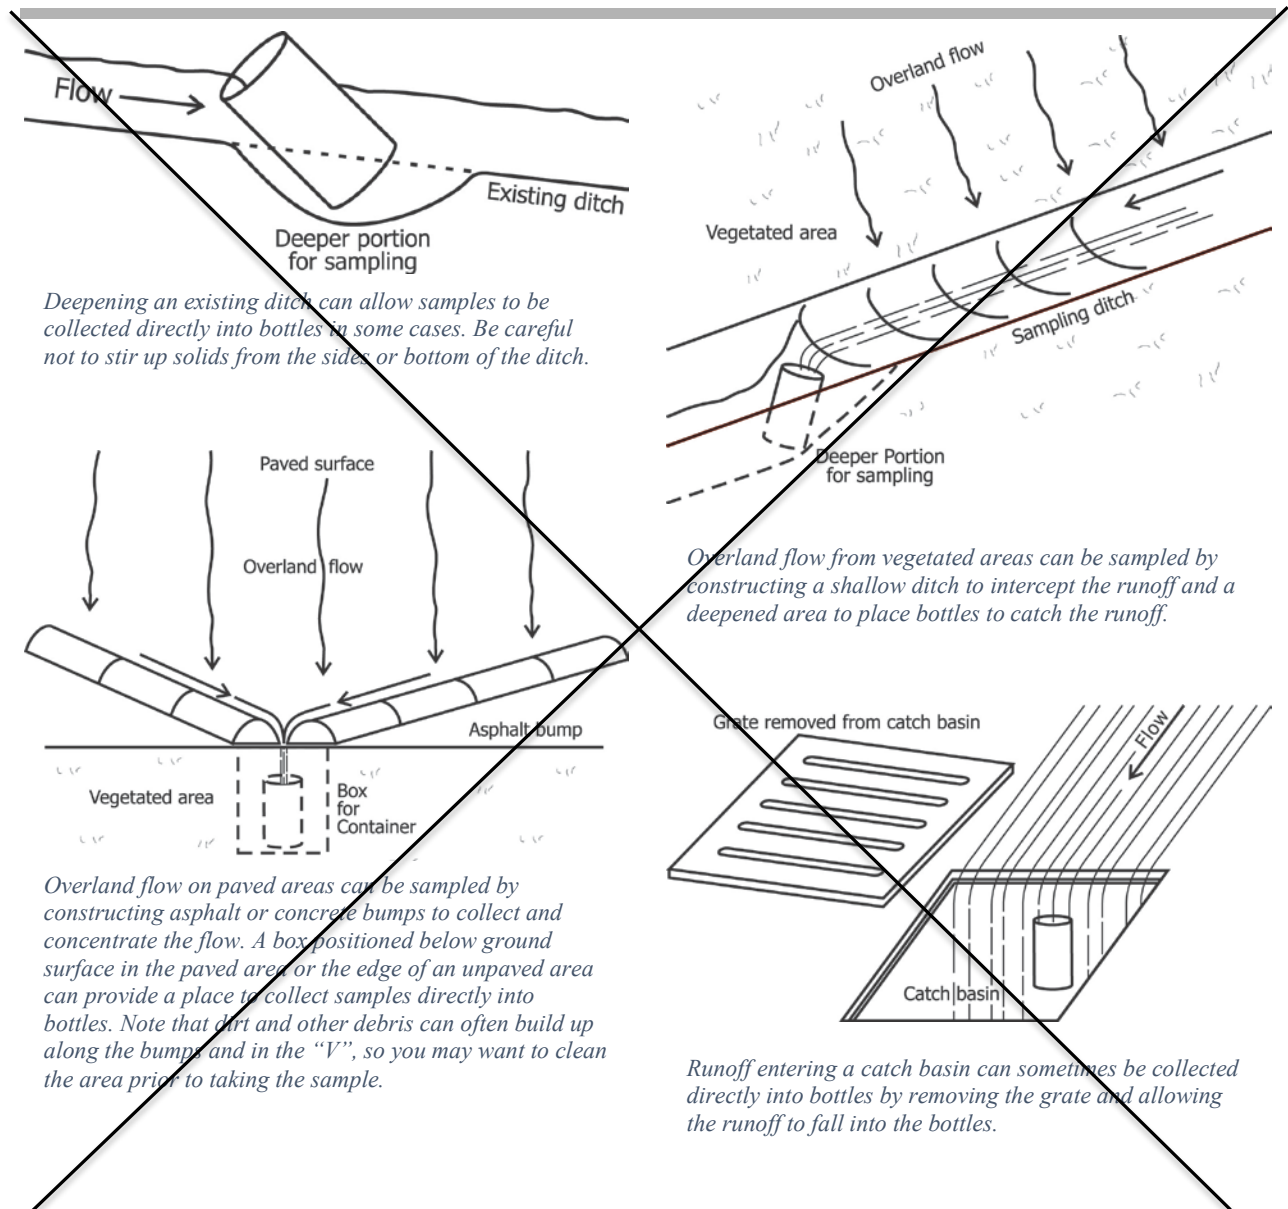 Flow
Existing ditch
Deeper portion
for sampling
Deepening an existing ditch can allow samples to be
collected directly into bottles in some cases. Be careful
not to stir up solids from the sides or bottom of the ditch.
Overland flow
Vegetated area
Sampling ditch
Deeper Portion
for sampling
Overland flow from vegetated areas can be sampled by
constructing a shallow ditch to intercept the runoff and a
deepened area to place bottles to catch the runoff.
Paved surface
Overland flow
Asphalt bump
Vegetated area
Box
for
Container
Overland flow on paved areas can be sampled by
constructing asphalt or concrete bumps to collect and
concentrate the flow. A box positioned below ground
surface in the paved area or the edge of an unpaved area
can provide a place to collect samples directly into
bottles. Note that dirt and other debris can often build up
along the bumps and in the “V”, so you may want to clean
the area prior to taking the sample.
Grate removed from catch basin
Flow
Catch basin
Runoff entering a catch basin can sometimes be collected
directly into bottles by removing the grate and allowing
the runoff to fall into the bottles.